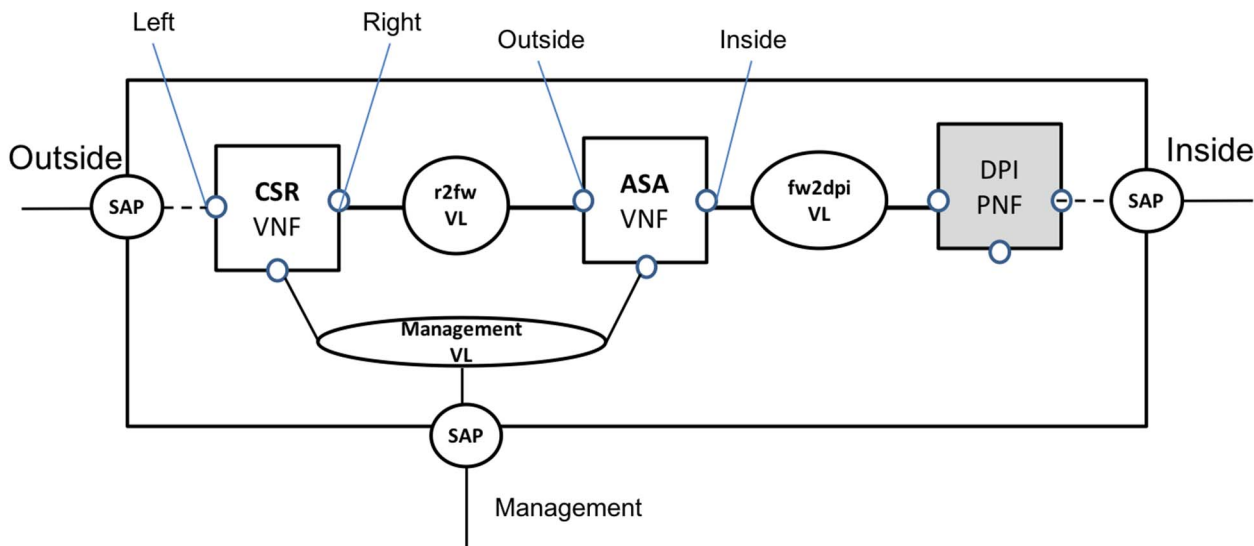 Left
Right
Outside
Inside
Outside
Inside
SAP
CSR
VNF
r2fw
VL
ASA
VNF
fw2dpi
VL
DPI
PNF
SAP
Management
VL
SAP
Management